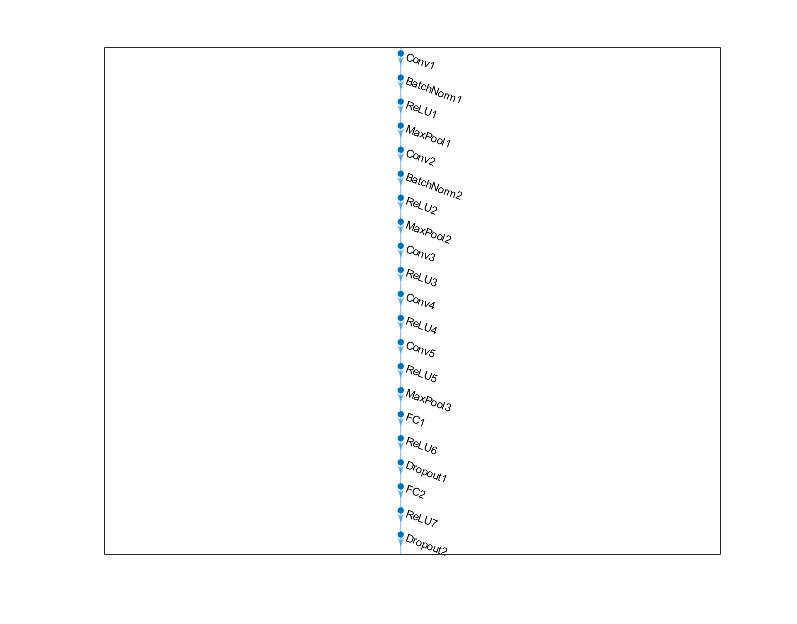 Conv1
BatchNorm1
ReLU1
MaxPool1
Conv2
BatchNorm2
ReLU2
MaxPool2
Conv3
ReLU3
Conv4
ReLU4
Conv5
ReLU5
MaxPool3
FC1
ReLU6
Dropout1
FC2
ReLU7
Dropout2